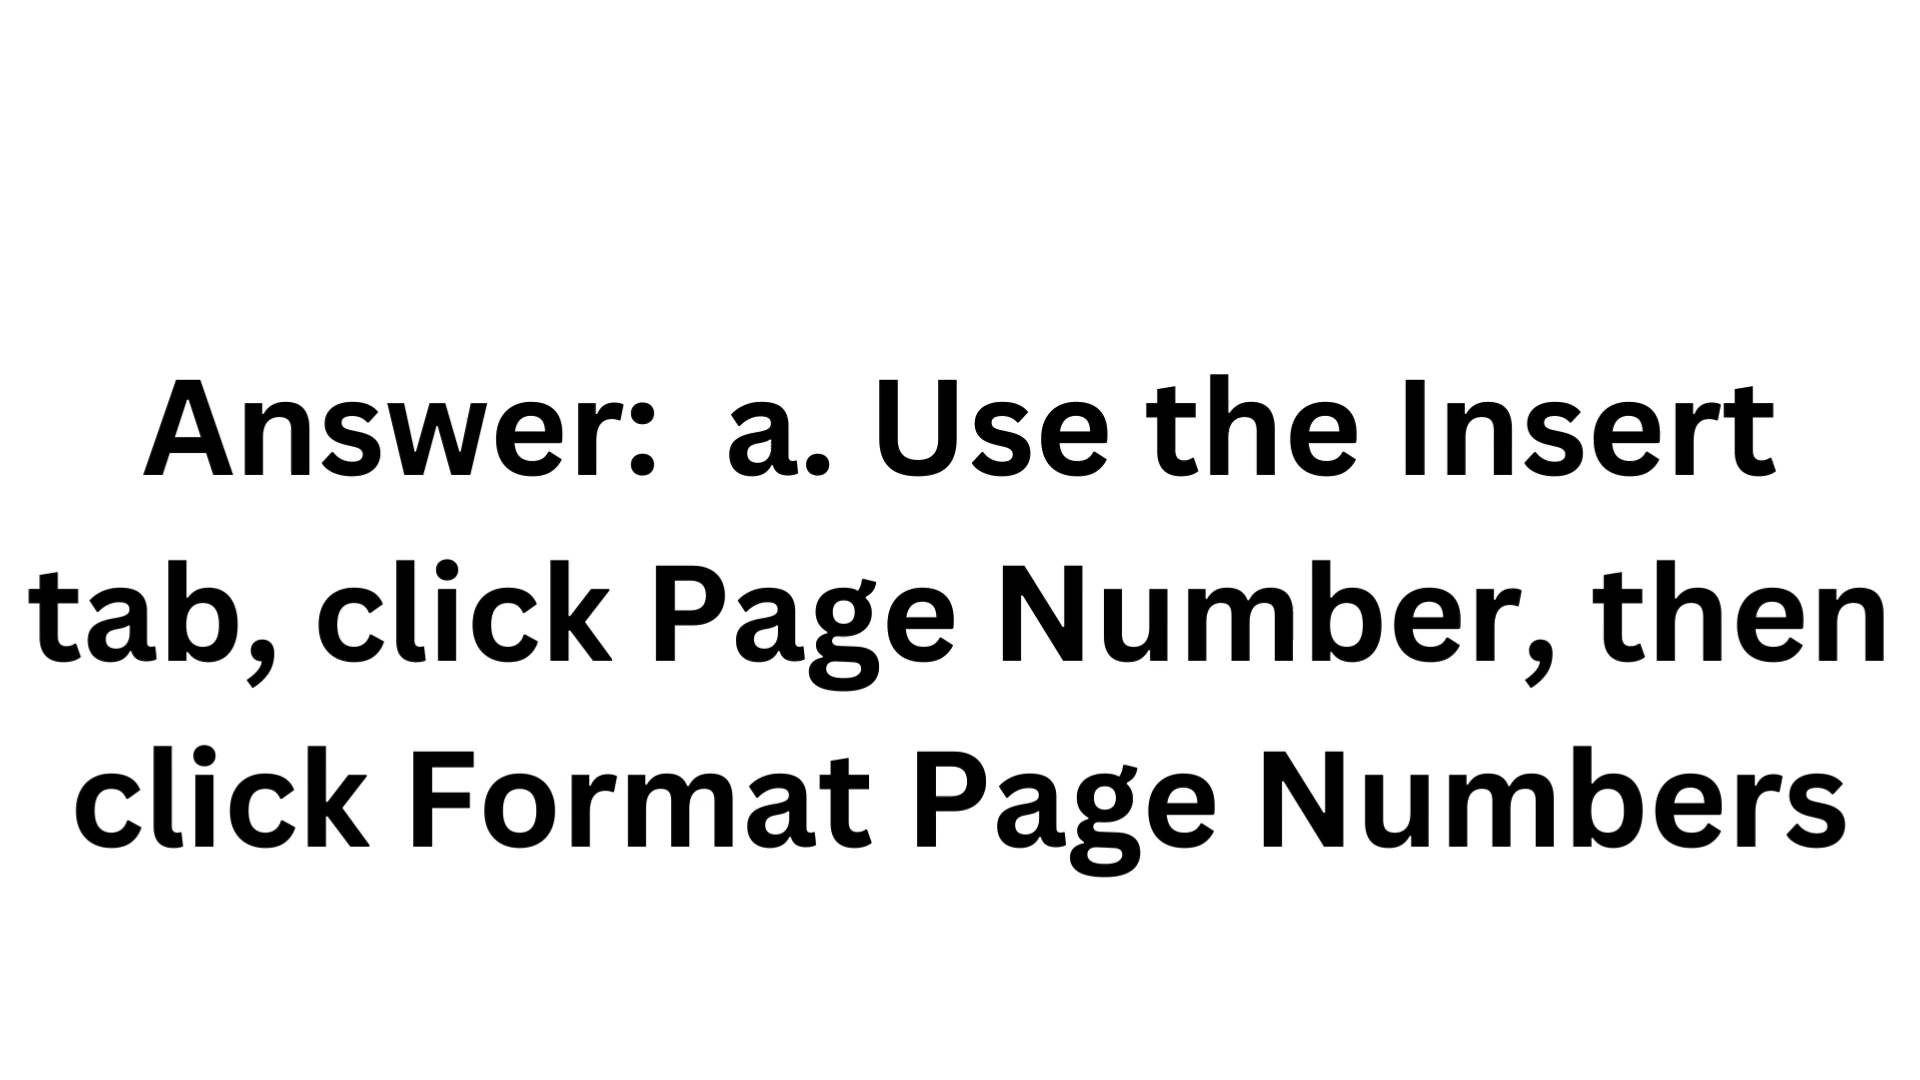 Answer:  a. Use the Insert
tab, click Page Number, then
click Format Page Numbers